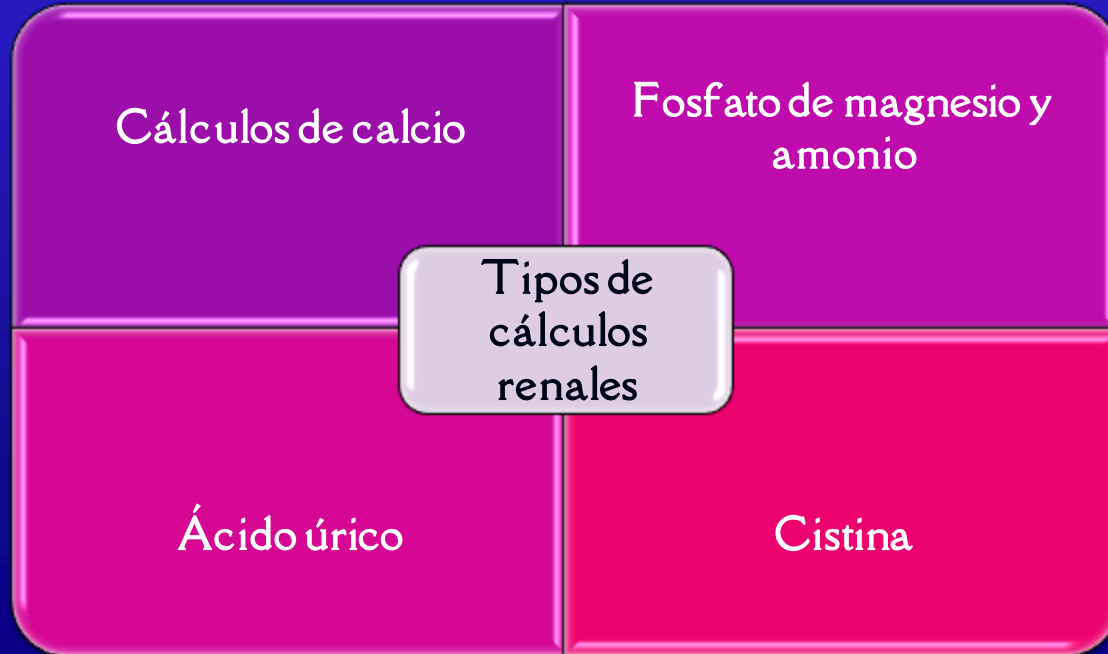 Cálculos de calcio
Fosfato de magnesio y
amonio
Tipos de
cálculos
renales
Ácido úrico
Cistina